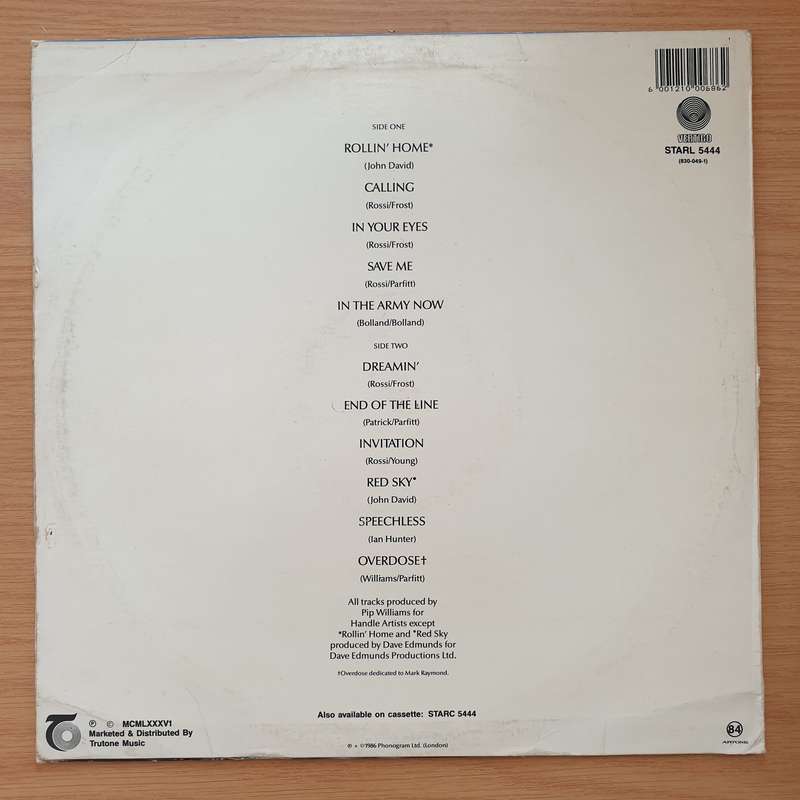 6 001210 006862
VERTIGO
STARL 5444
(830-049-1)
SIDE ONE
ROLLIN' HOME*
(John David)
CALLING
(Rossi/Frost)
IN YOUR EYES
(Rossi/Frost)
SAVE ME
(Rossi/Parfitt)
IN THE ARMY NOW
(Bolland/Bolland)
SIDE TWO
DREAMIN'
(Rossi/Frost)
END OF THE LINE
(Patrick/Parfitt)
INVITATION
(Rossi/Young)
RED SKY*
(John David)
SPEECHLESS
(Ian Hunter)
OVERDOSE†
(Williams/Parfitt)
All tracks produced by
Pip Williams for
Handle Artists except
*Rollin' Home and *Red Sky
produced by Dave Edmunds for
Dave Edmunds Productions Ltd.
†Overdose dedicated to Mark Raymond.
Also available on cassette: STARC 5444
℗ © MCMLXXXV1
Marketed & Distributed By
Trutone Music
℗ + ©1986 Phonogram Ltd. (London)
84
ARTONE